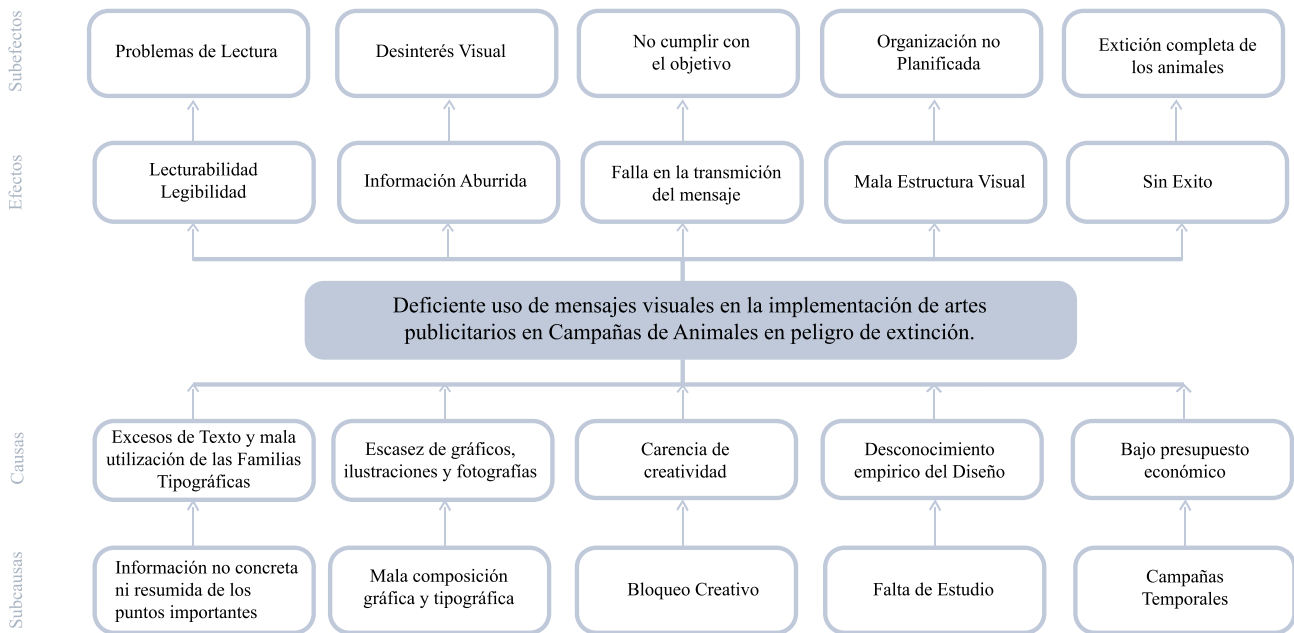 Subefectos
Problemas de Lectura
Desinterés Visual
No cumplir con
el objetivo
Organización no
Planificada
Extición completa de
los animales
Efectos
Lecturabilidad
Legibilidad
Información Aburrida
Falla en la transmición
del mensaje
Mala Estructura Visual
Sin Exito
Deficiente uso de mensajes visuales en la implementación de artes
publicitarios en Campañas de Animales en peligro de extinción.
Causas
Excesos de Texto y mala
utilización de las Familias
Tipográficas
Escasez de gráficos,
ilustraciones y fotografías
Carencia de
creatividad
Desconocimiento
empirico del Diseño
Bajo presupuesto
económico
Subcausas
Información no concreta
ni resumida de los
puntos importantes
Mala composición
gráfica y tipográfica
Bloqueo Creativo
Falta de Estudio
Campañas
Temporales